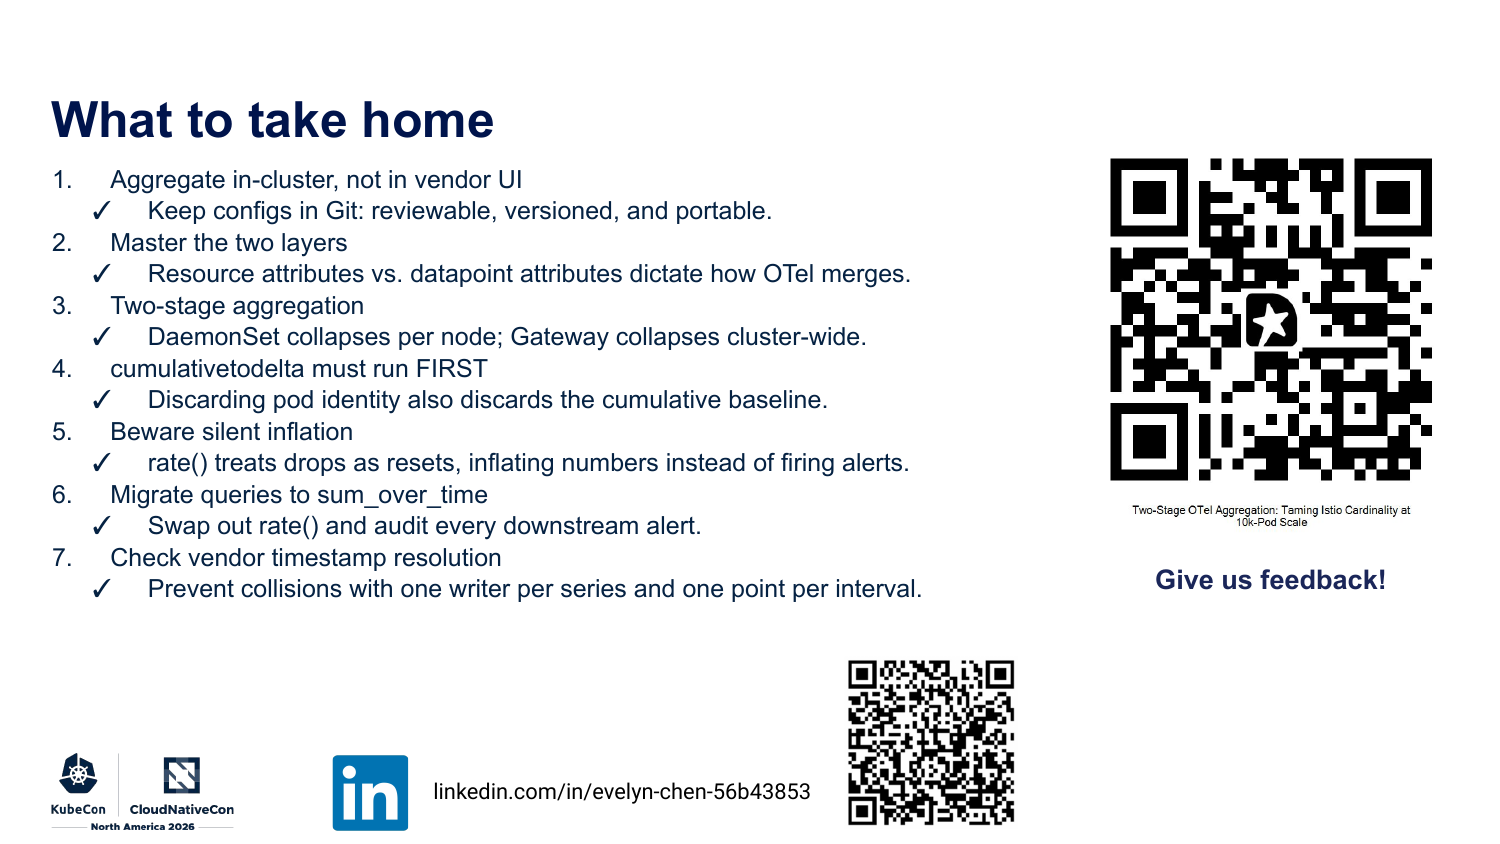 What to take home
1. Aggregate in-cluster, not in vendor UI
✓ Keep configs in Git: reviewable, versioned, and portable.
2. Master the two layers
✓ Resource attributes vs. datapoint attributes dictate how OTel merges.
3. Two-stage aggregation
✓ DaemonSet collapses per node; Gateway collapses cluster-wide.
4. cumulativetodelta must run FIRST
✓ Discarding pod identity also discards the cumulative baseline.
5. Beware silent inflation
✓ rate() treats drops as resets, inflating numbers instead of firing alerts.
6. Migrate queries to sum_over_time
✓ Swap out rate() and audit every downstream alert.
7. Check vendor timestamp resolution
✓ Prevent collisions with one writer per series and one point per interval.
Two-Stage OTel Aggregation: Taming Istio Cardinality at
10k-Pod Scale
Give us feedback!
KubeCon CloudNativeCon
North America 2026
in
linkedin.com/in/evelyn-chen-56b43853